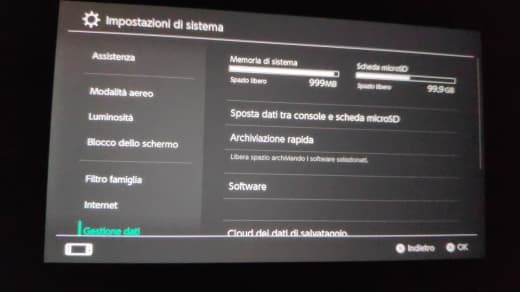 Impostazioni di sistema
Assistenza
Modalità aereo
Luminosità
Blocco dello schermo
Filtro famiglia
Internet
Gestione dati
Memoria di sistema
Spazio libero 999MB
Scheda microSD
Spazio libero 99,9GB
Sposta dati tra console e scheda microSD
Archiviazione rapida
Libera spazio archiviando i software selezionati.
Software
Cloud dei dati di salvataggio
Indietro
OK